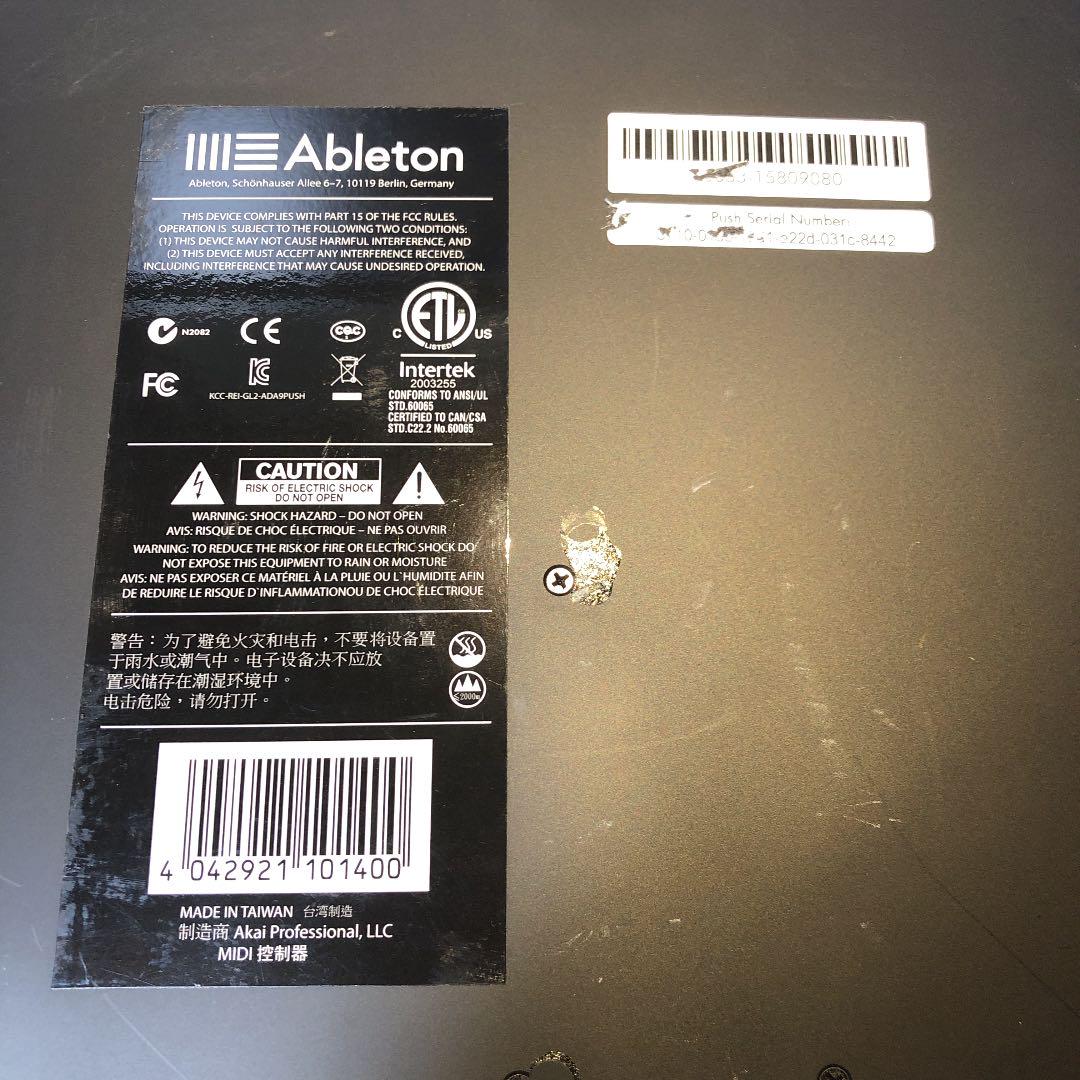 Ableton
Ableton, Schönhauser Allee 6–7, 10119 Berlin, Germany
THIS DEVICE COMPLIES WITH PART 15 OF THE FCC RULES.
OPERATION IS SUBJECT TO THE FOLLOWING TWO CONDITIONS:
(1) THIS DEVICE MAY NOT CAUSE HARMFUL INTERFERENCE, AND
(2) THIS DEVICE MUST ACCEPT ANY INTERFERENCE RECEIVED,
INCLUDING INTERFERENCE THAT MAY CAUSE UNDESIRED OPERATION.
N2082
CE
CQC
C ETL US
LISTED
FC
KCC-REI-GL2-ADA9PUSH
Intertek
2003255
CONFORMS TO ANSI/UL
STD.60065
CERTIFIED TO CAN/CSA
STD.C22.2 No.60065
CAUTION
RISK OF ELECTRIC SHOCK
DO NOT OPEN
WARNING: SHOCK HAZARD – DO NOT OPEN
AVIS: RISQUE DE CHOC ÉLECTRIQUE – NE PAS OUVRIR
WARNING: TO REDUCE THE RISK OF FIRE OR ELECTRIC SHOCK DO
NOT EXPOSE THIS EQUIPMENT TO RAIN OR MOISTURE
AVIS: NE PAS EXPOSER CE MATÉRIEL À LA PLUIE OU L`HUMIDITE AFIN
DE REDUIRE LE RISQUE D`INFLAMMATIONOU DE CHOC ÉLECTRIQUE
警告：为了避免火灾和电击，不要将设备置
于雨水或潮气中。电子设备决不应放
置或储存在潮湿环境中。
电击危险，请勿打开。
≤2000m
4 042921 101400
MADE IN TAIWAN 台湾制造
制造商 Akai Professional, LLC
MIDI 控制器
15809080
Push Serial Number:
031c-8442